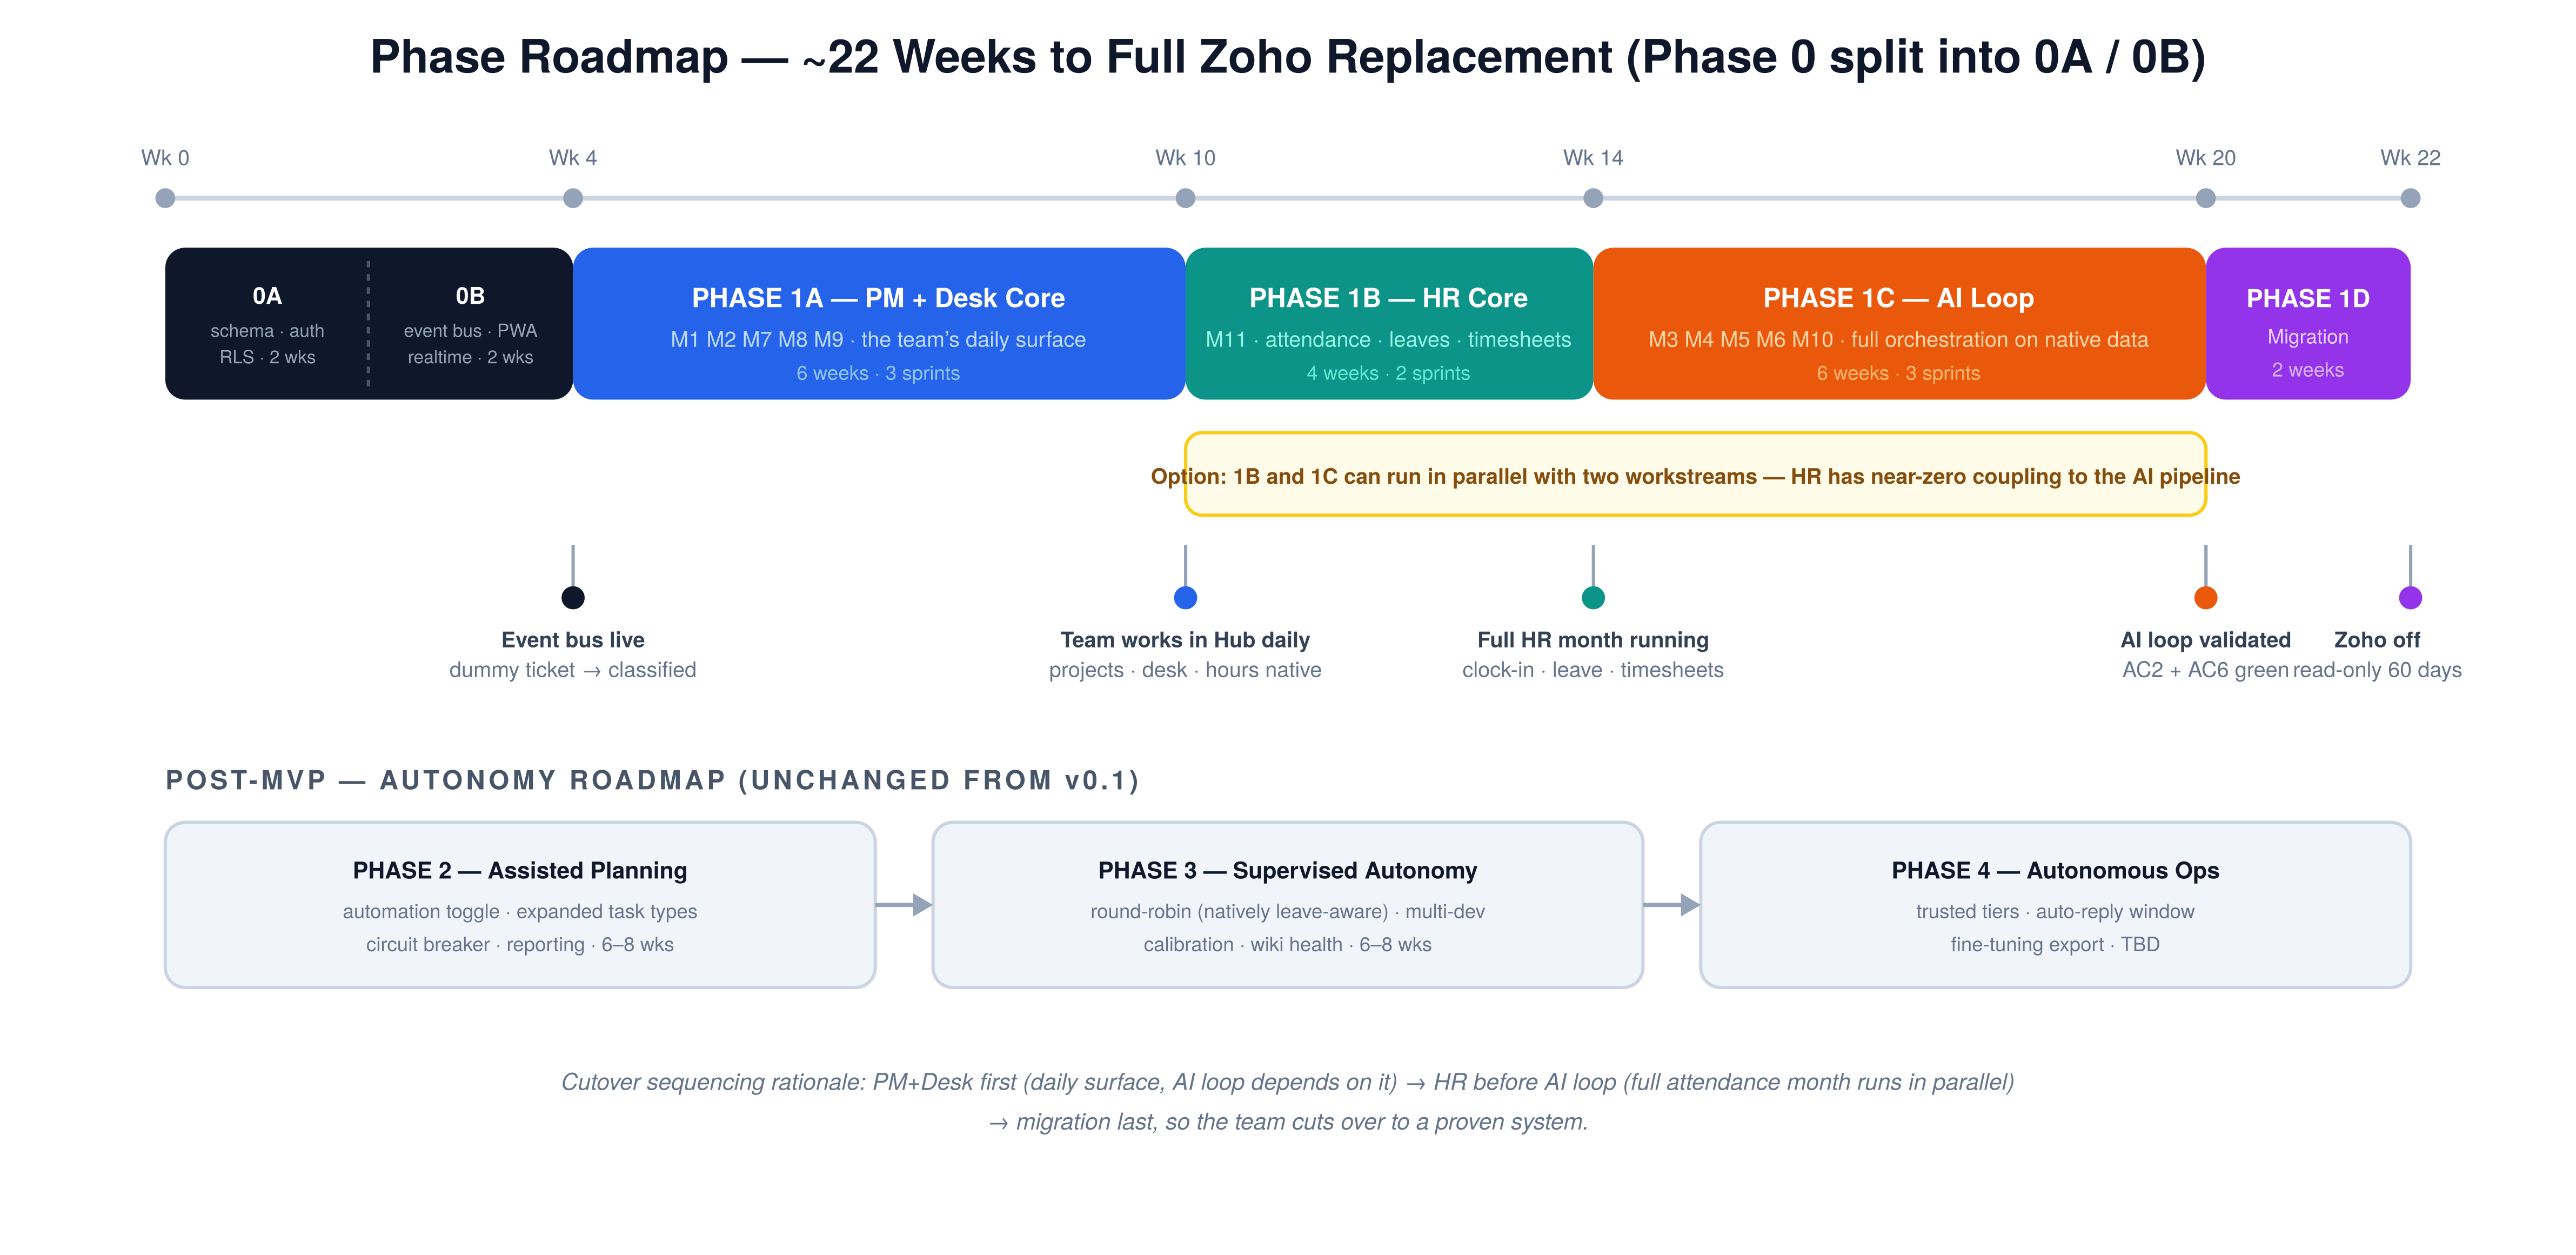 Phase Roadmap — ~22 Weeks to Full Zoho Replacement (Phase 0 split into 0A / 0B)
Wk 0
Wk 4
Wk 10
Wk 14
Wk 20
Wk 22
0A
schema · auth
RLS · 2 wks
0B
event bus · PWA
realtime · 2 wks
PHASE 1A — PM + Desk Core
M1 M2 M7 M8 M9 · the team’s daily surface
6 weeks · 3 sprints
PHASE 1B — HR Core
M11 · attendance · leaves · timesheets
4 weeks · 2 sprints
PHASE 1C — AI Loop
M3 M4 M5 M6 M10 · full orchestration on native data
6 weeks · 3 sprints
PHASE 1D
Migration
2 weeks
Option: 1B and 1C can run in parallel with two workstreams — HR has near-zero coupling to the AI pipeline
Event bus live
dummy ticket → classified
Team works in Hub daily
projects · desk · hours native
Full HR month running
clock-in · leave · timesheets
AI loop validated
AC2 + AC6 green
Zoho off
read-only 60 days
POST-MVP — AUTONOMY ROADMAP (UNCHANGED FROM v0.1)
PHASE 2 — Assisted Planning
automation toggle · expanded task types
circuit breaker · reporting · 6–8 wks
PHASE 3 — Supervised Autonomy
round-robin (natively leave-aware) · multi-dev
calibration · wiki health · 6–8 wks
PHASE 4 — Autonomous Ops
trusted tiers · auto-reply window
fine-tuning export · TBD
Cutover sequencing rationale: PM+Desk first (daily surface, AI loop depends on it) → HR before AI loop (full attendance month runs in parallel)
→ migration last, so the team cuts over to a proven system.